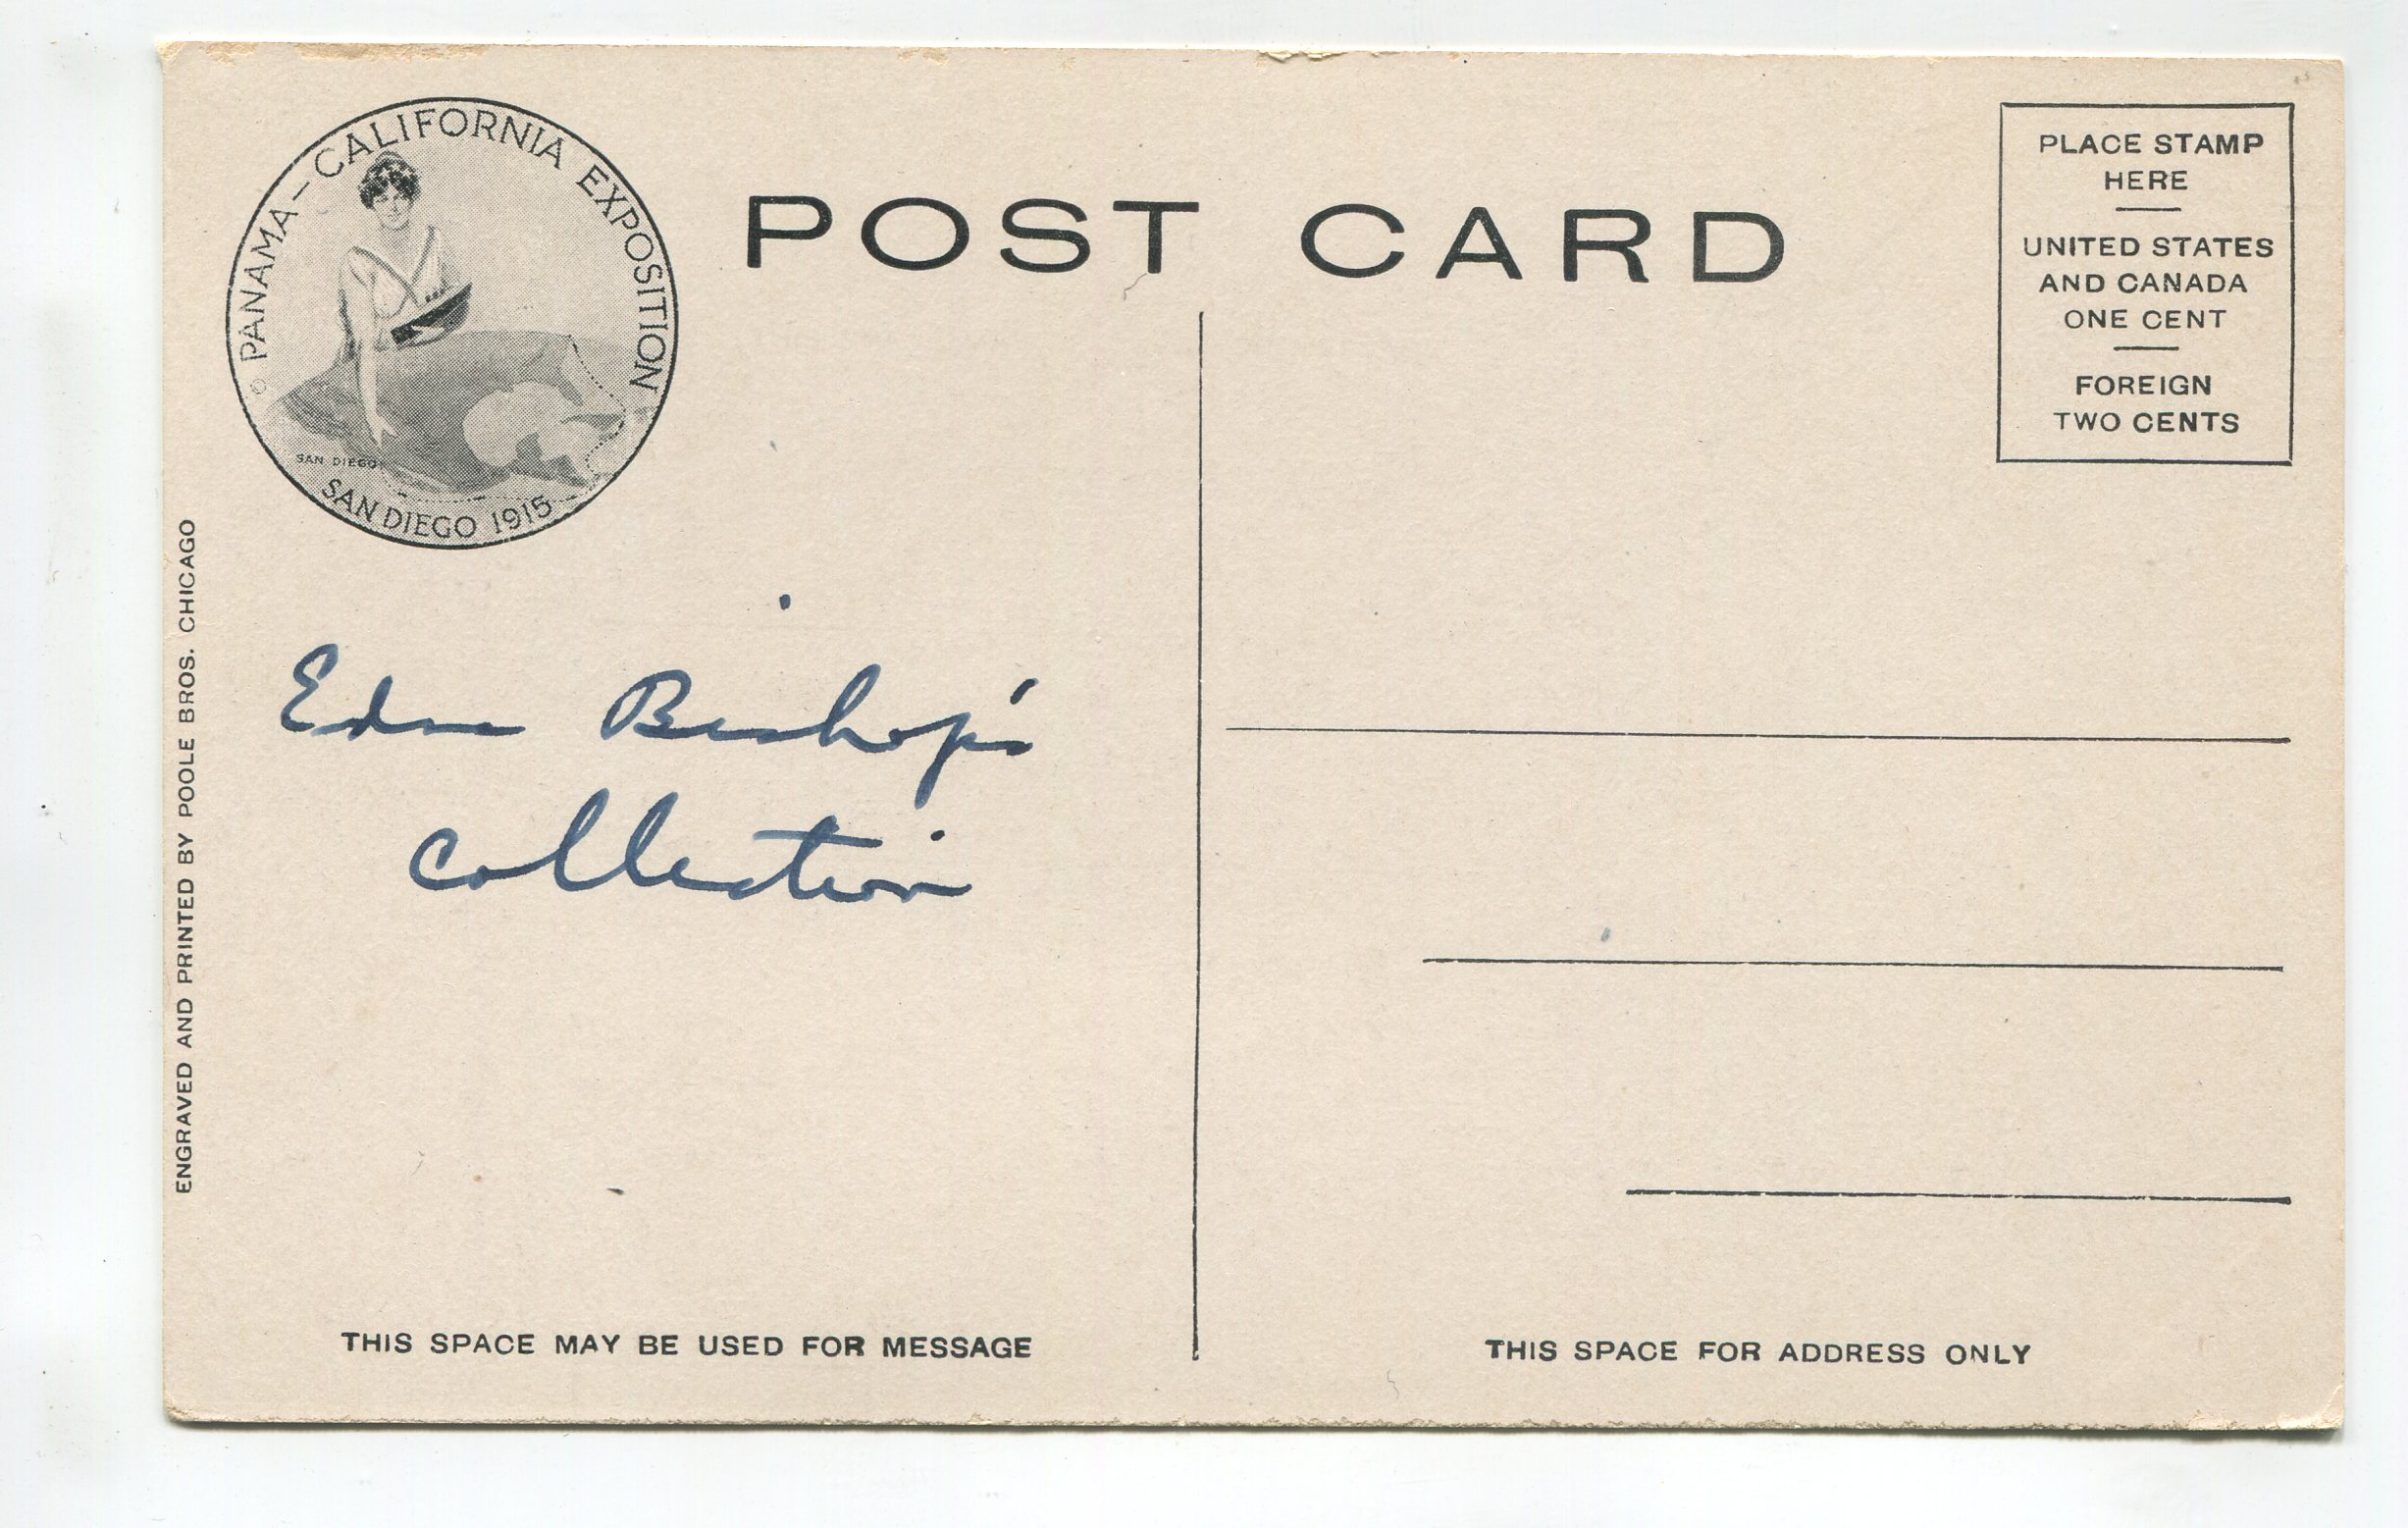 © PANAMA-CALIFORNIA EXPOSITION
SAN DIEGO
SAN DIEGO 1915
POST CARD
PLACE STAMP
HERE
UNITED STATES
AND CANADA
ONE CENT
FOREIGN
TWO CENTS
Edna Bishop's
Collection
ENGRAVED AND PRINTED BY POOLE BROS. CHICAGO
THIS SPACE MAY BE USED FOR MESSAGE
THIS SPACE FOR ADDRESS ONLY